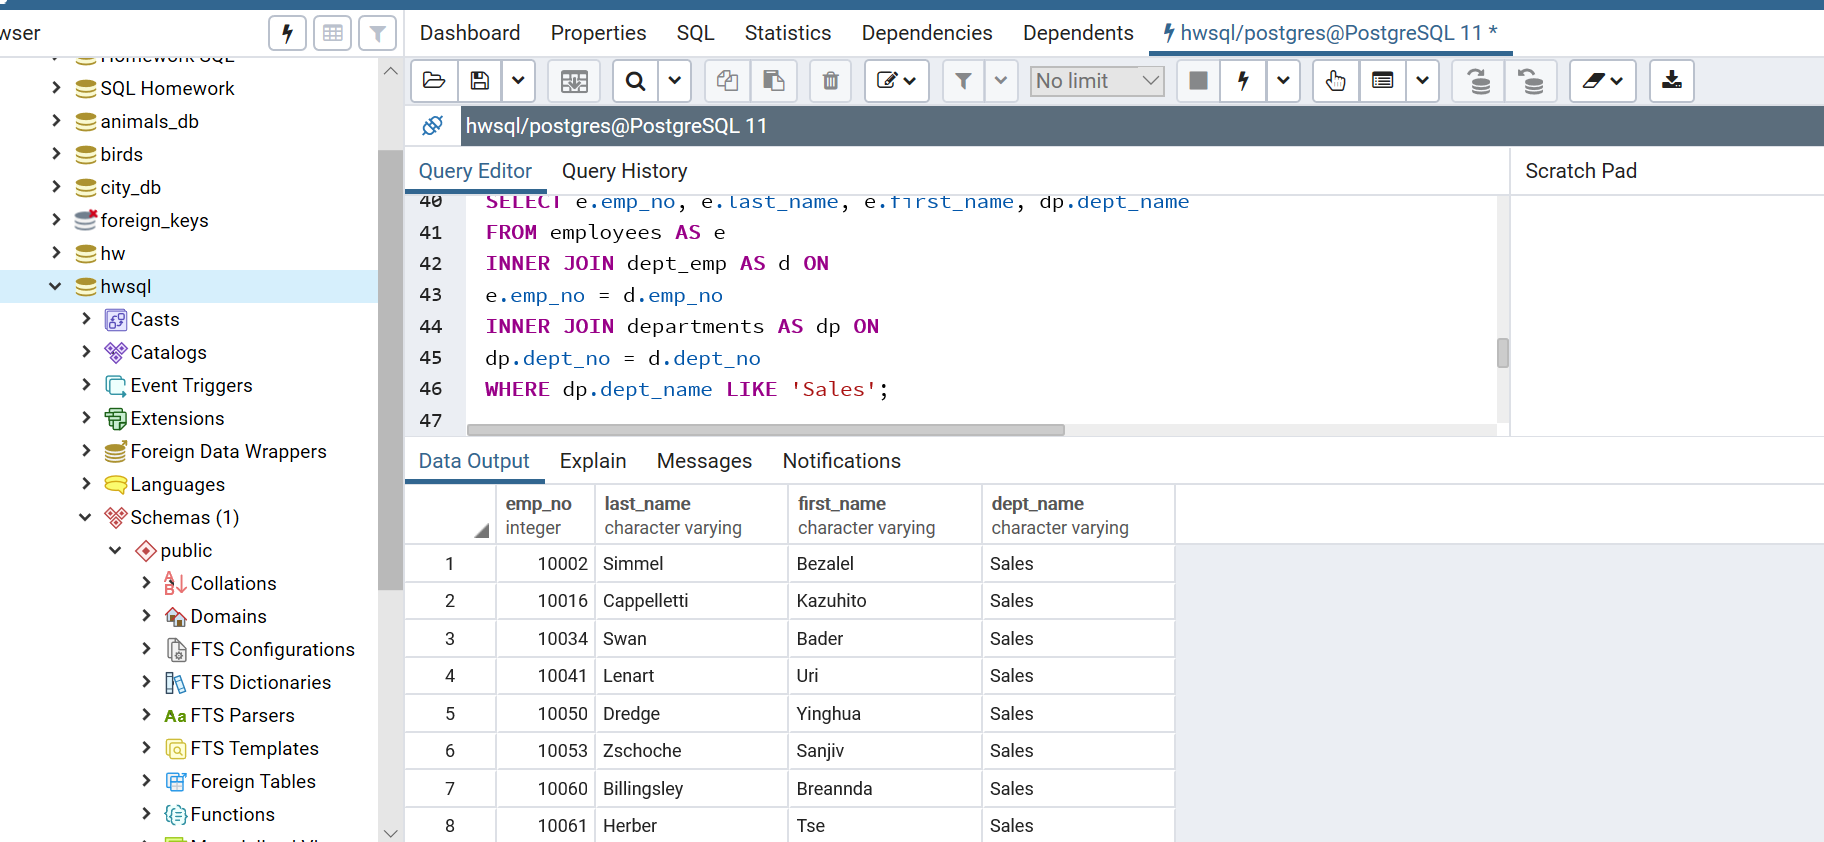 wser
Dashboard Properties SQL Statistics Dependencies Dependents hwsql/postgres@PostgreSQL 11 *
Homework SQL
SQL Homework
animals_db
birds
city_db
foreign_keys
hw
hwsql
Casts
Catalogs
Event Triggers
Extensions
Foreign Data Wrappers
Languages
Schemas (1)
public
Collations
Domains
FTS Configurations
FTS Dictionaries
Aa FTS Parsers
FTS Templates
Foreign Tables
Functions
No limit
hwsql/postgres@PostgreSQL 11
Query Editor Query History
Scratch Pad
40 SELECT e.emp_no, e.last_name, e.first_name, dp.dept_name
41 FROM employees AS e
42 INNER JOIN dept_emp AS d ON
43 e.emp_no = d.emp_no
44 INNER JOIN departments AS dp ON
45 dp.dept_no = d.dept_no
46 WHERE dp.dept_name LIKE 'Sales';
47
Data Output Explain Messages Notifications
emp_no last_name first_name dept_name
integer character varying character varying character varying
1 10002 Simmel Bezalel Sales
2 10016 Cappelletti Kazuhito Sales
3 10034 Swan Bader Sales
4 10041 Lenart Uri Sales
5 10050 Dredge Yinghua Sales
6 10053 Zschoche Sanjiv Sales
7 10060 Billingsley Breannda Sales
8 10061 Herber Tse Sales